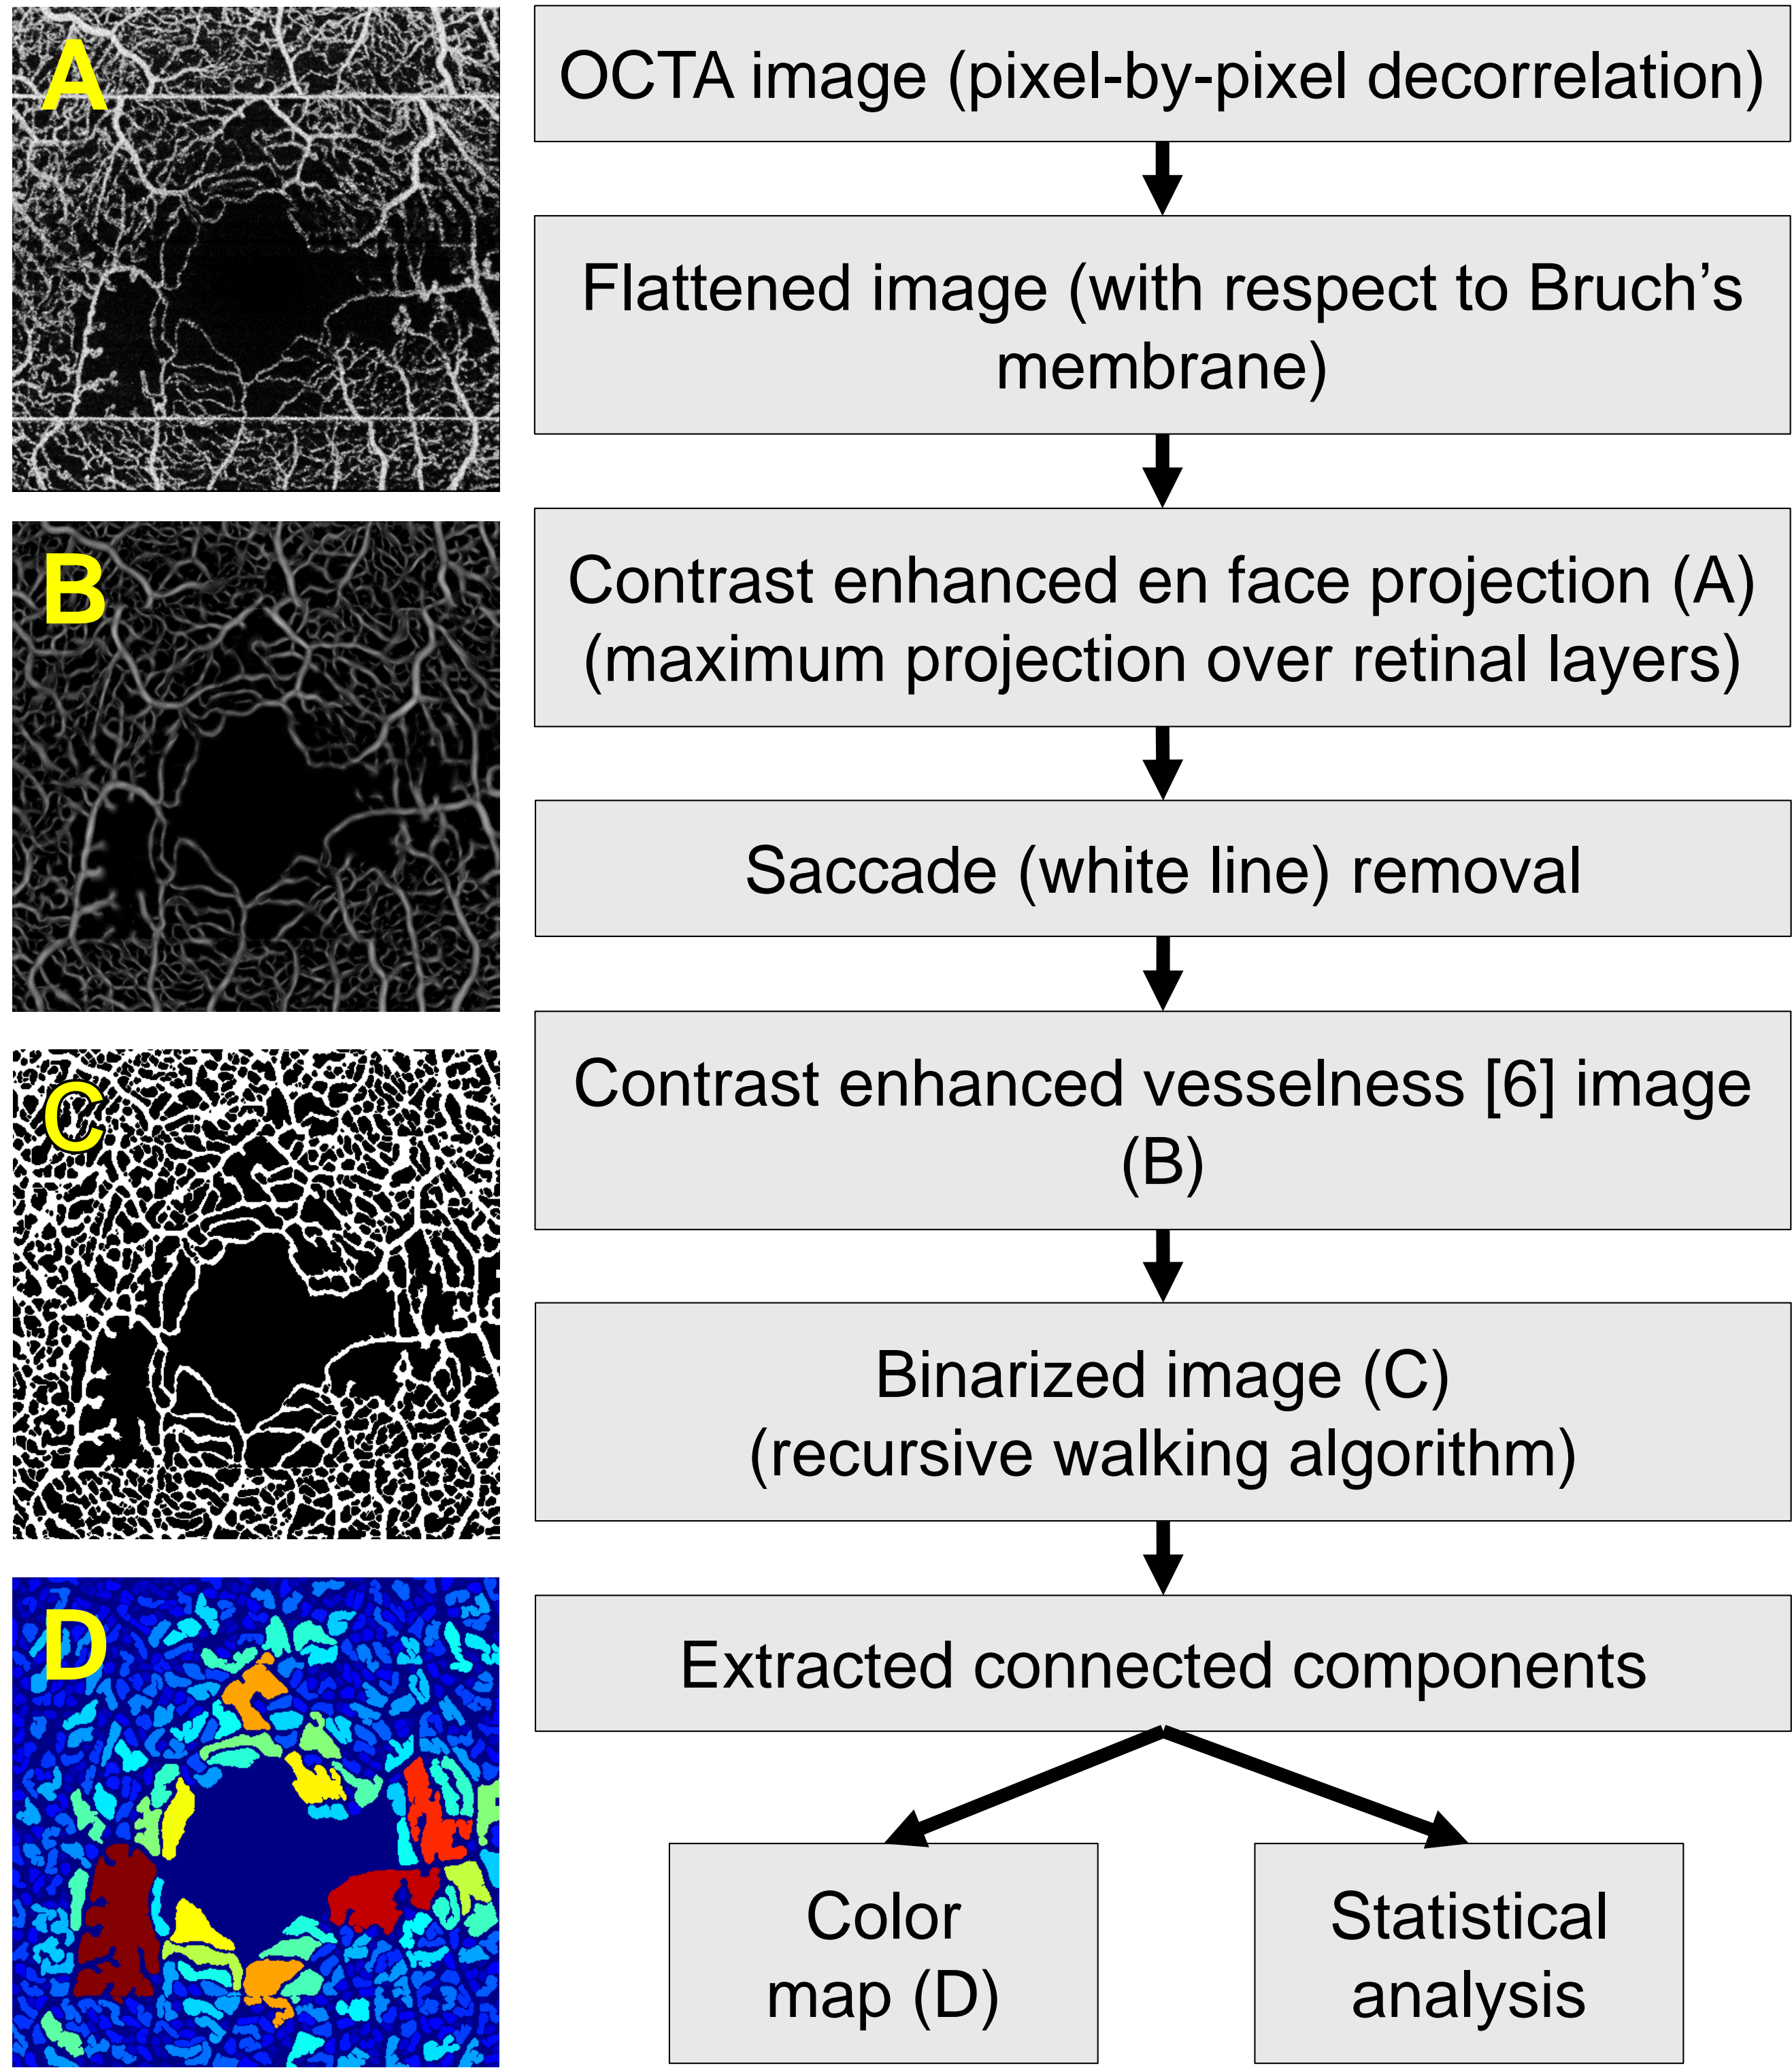 A
OCTA image (pixel-by-pixel decorrelation)
Flattened image (with respect to Bruch’s
membrane)
B
Contrast enhanced en face projection (A)
(maximum projection over retinal layers)
Saccade (white line) removal
C
Contrast enhanced vesselness [6] image
(B)
Binarized image (C)
(recursive walking algorithm)
D
Extracted connected components
Color
map (D)
Statistical
analysis